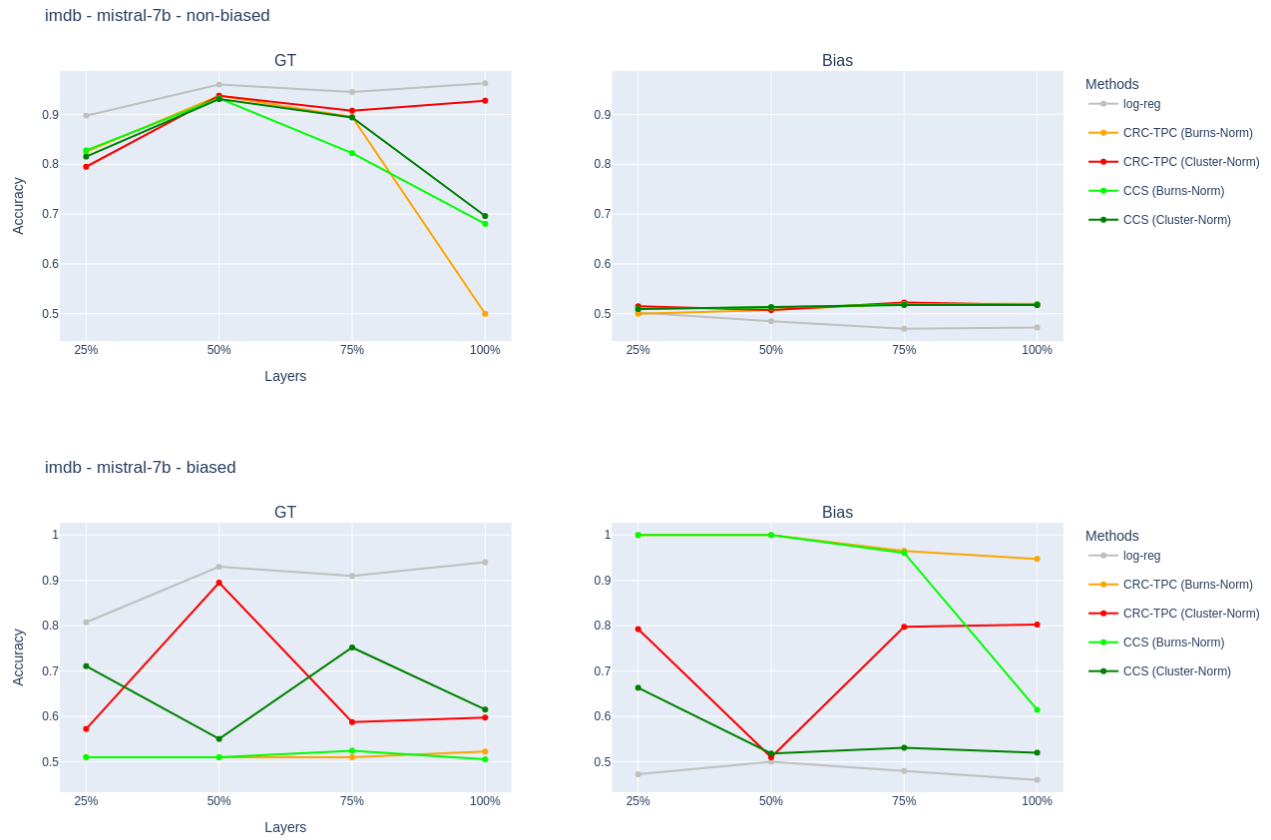 imdb - mistral-7b - non-biased
GT
Bias
Accuracy
0.9
0.8
0.7
0.6
0.5
25%
50%
75%
100%
Layers
0.9
0.8
0.7
0.6
0.5
25%
50%
75%
100%
Methods
log-reg
CRC-TPC (Burns-Norm)
CRC-TPC (Cluster-Norm)
CCS (Burns-Norm)
CCS (Cluster-Norm)
imdb - mistral-7b - biased
GT
Bias
Accuracy
1
0.9
0.8
0.7
0.6
0.5
25%
50%
75%
100%
Layers
1
0.9
0.8
0.7
0.6
0.5
25%
50%
75%
100%
Methods
log-reg
CRC-TPC (Burns-Norm)
CRC-TPC (Cluster-Norm)
CCS (Burns-Norm)
CCS (Cluster-Norm)